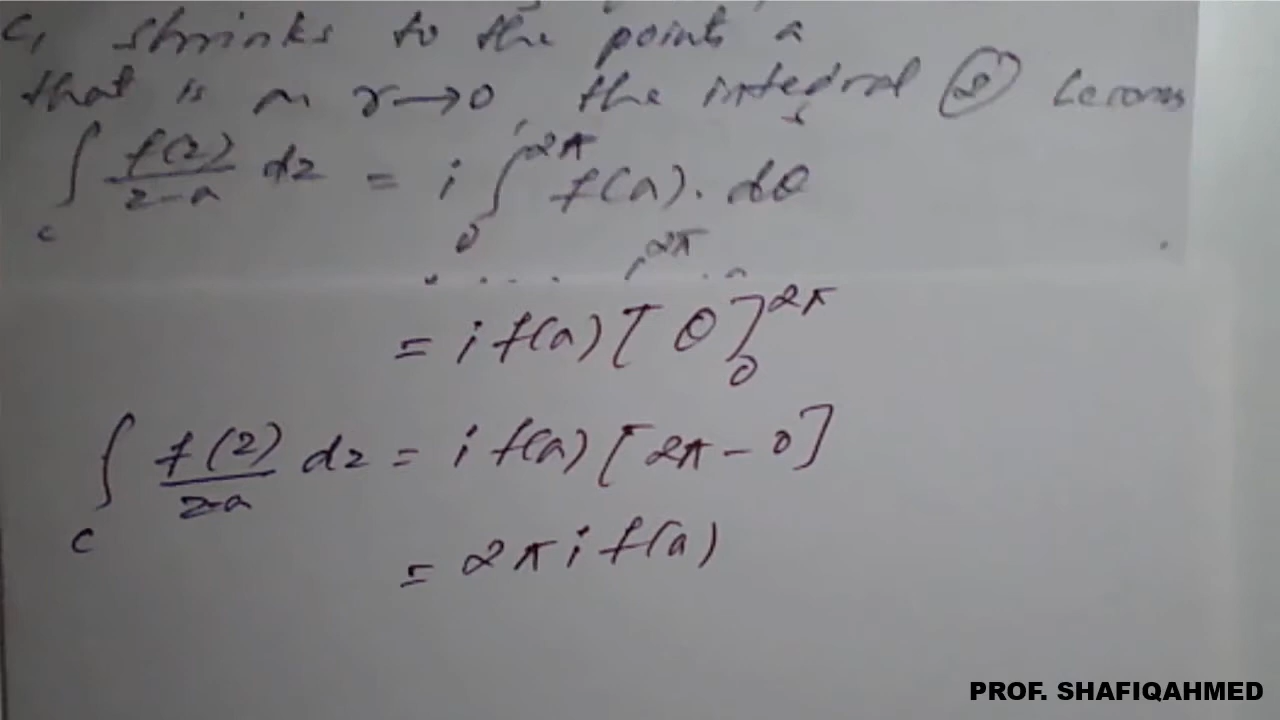 C₁ shrinks to the point a
that is as r→0, the integral ② becomes
∫_C f(z)/(z-a) dz = i ∫_0^{2π} f(a). dθ
= i f(a) [θ]_0^{2π}
∫_C f(z)/(z-a) dz = i f(a) [2π - 0]
= 2πi f(a)
PROF. SHAFIQAHMED